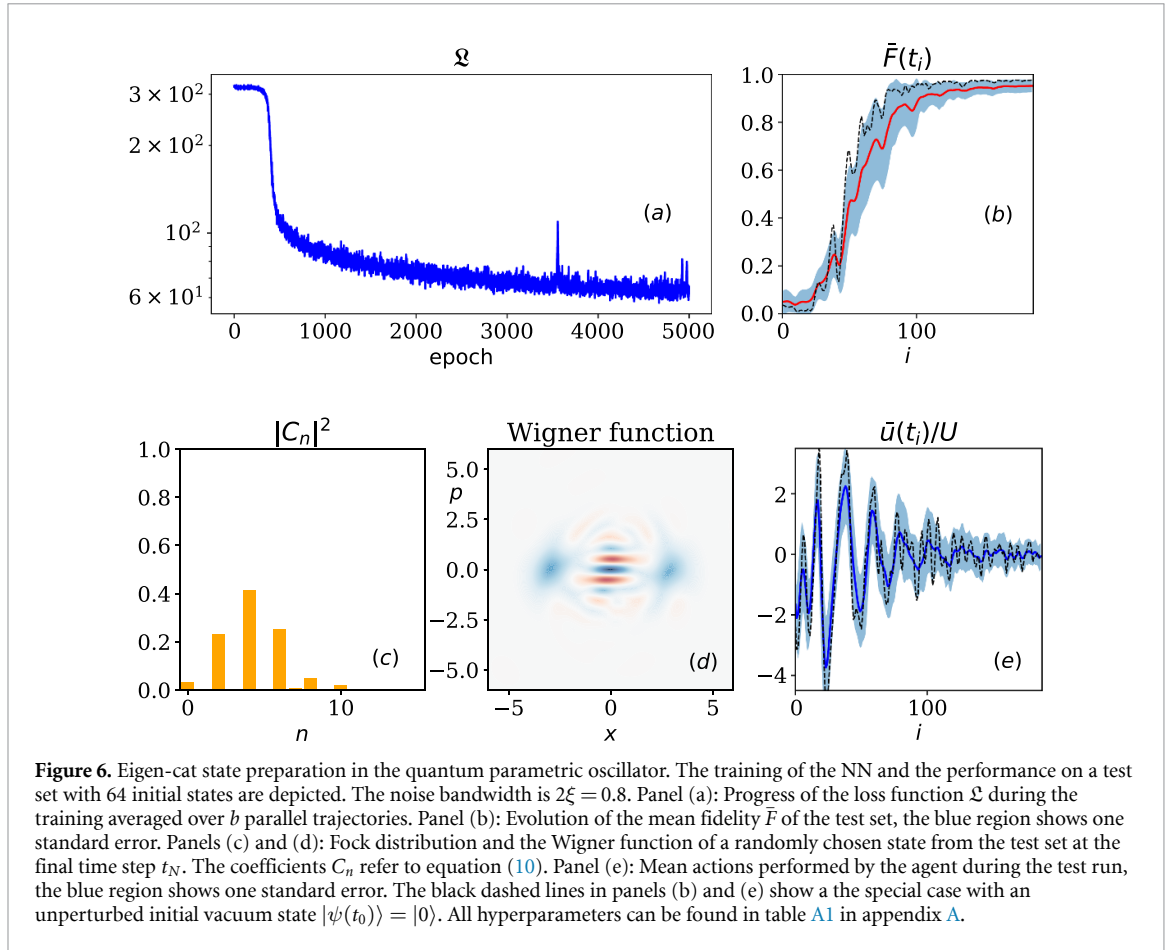 𝔏
3 × 10²
2 × 10²
10²
6 × 10¹
(a)
0 1000 2000 3000 4000 5000
epoch
F̄(t_i)
1.0
0.8
0.6
0.4
0.2
0.0
(b)
0 100
i
|C_n|²
1.0
0.8
0.6
0.4
0.2
0.0
(c)
0 10
n
Wigner function
5.0
p
2.5
0.0
−2.5
−5.0
(d)
−5 0 5
x
ū(t_i)/U
2
0
−2
−4
(e)
0 100
i
Figure 6. Eigen-cat state preparation in the quantum parametric oscillator. The training of the NN and the performance on a test
set with 64 initial states are depicted. The noise bandwidth is 2ξ = 0.8. Panel (a): Progress of the loss function 𝔏 during the
training averaged over b parallel trajectories. Panel (b): Evolution of the mean fidelity F̄ of the test set, the blue region shows one
standard error. Panels (c) and (d): Fock distribution and the Wigner function of a randomly chosen state from the test set at the
final time step t_N. The coefficients C_n refer to equation (10). Panel (e): Mean actions performed by the agent during the test run,
the blue region shows one standard error. The black dashed lines in panels (b) and (e) show a the special case with an
unperturbed initial vacuum state |ψ(t₀)⟩ = |0⟩. All hyperparameters can be found in table A1 in appendix A.